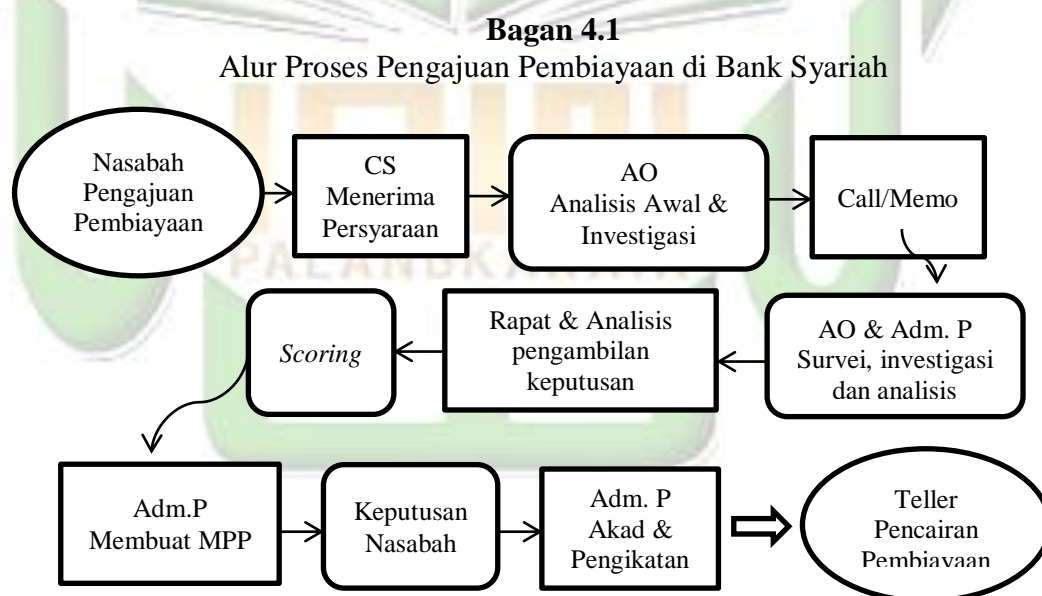 Bagan 4.1
Alur Proses Pengajuan Pembiayaan di Bank Syariah
Nasabah
Pengajuan
Pembiayaan
CS
Menerima
Persyaraan
AO
Analisis Awal &
Investigasi
Call/Memo
PALANGKARAYA
AO & Adm. P
Survei, investigasi
dan analisis
Rapat & Analisis
pengambilan
keputusan
Scoring
Adm.P
Membuat MPP
Keputusan
Nasabah
Adm. P
Akad &
Pengikatan
Teller
Pencairan
Pembiayaan